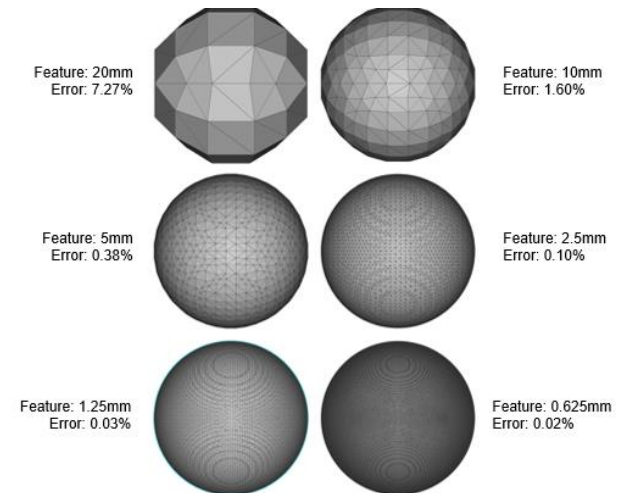 Feature: 20mm
Error: 7.27%
Feature: 10mm
Error: 1.60%
Feature: 5mm
Error: 0.38%
Feature: 2.5mm
Error: 0.10%
Feature: 1.25mm
Error: 0.03%
Feature: 0.625mm
Error: 0.02%